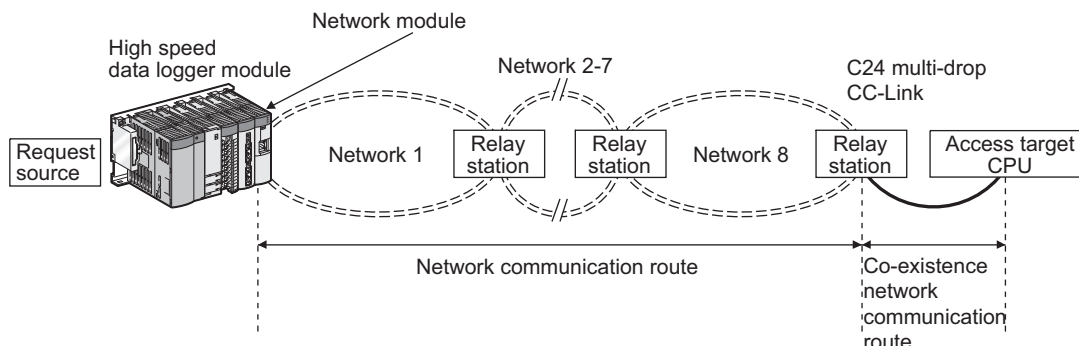 Network module
High speed
data logger module
Network 2-7
C24 multi-drop
CC-Link
Request
source
Network 1
Relay
station
Relay
station
Network 8
Relay
station
Access target
CPU
Network communication route
Co-existence
network
communication
route